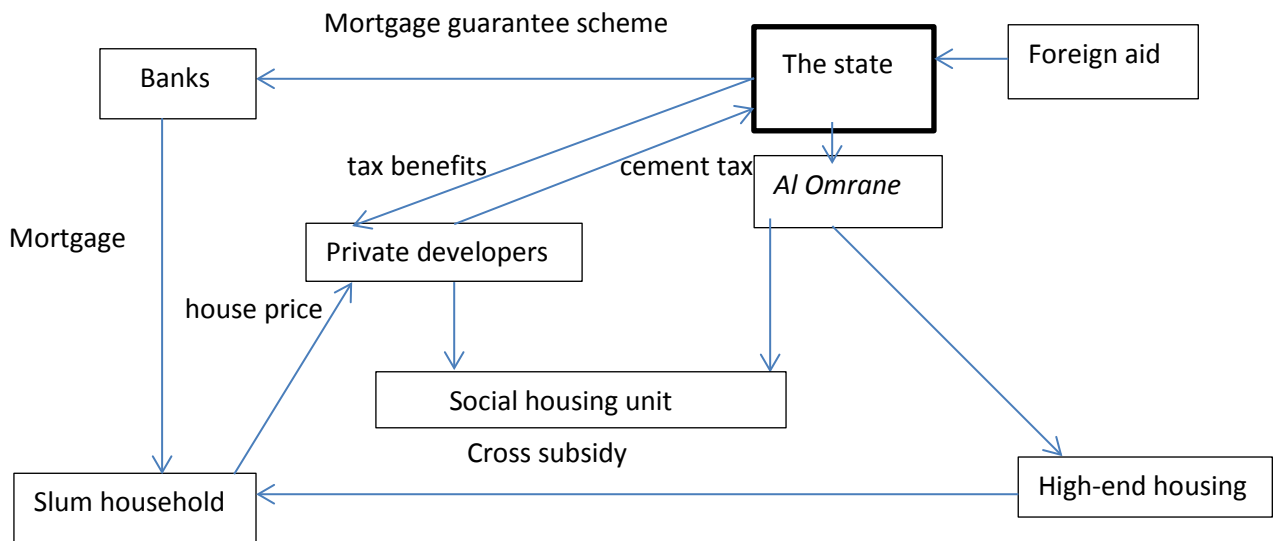 Mortgage guarantee scheme
Banks
The state
Foreign aid
tax benefits
cement tax
Al Omrane
Mortgage
Private developers
house price
Social housing unit
Cross subsidy
Slum household
High-end housing